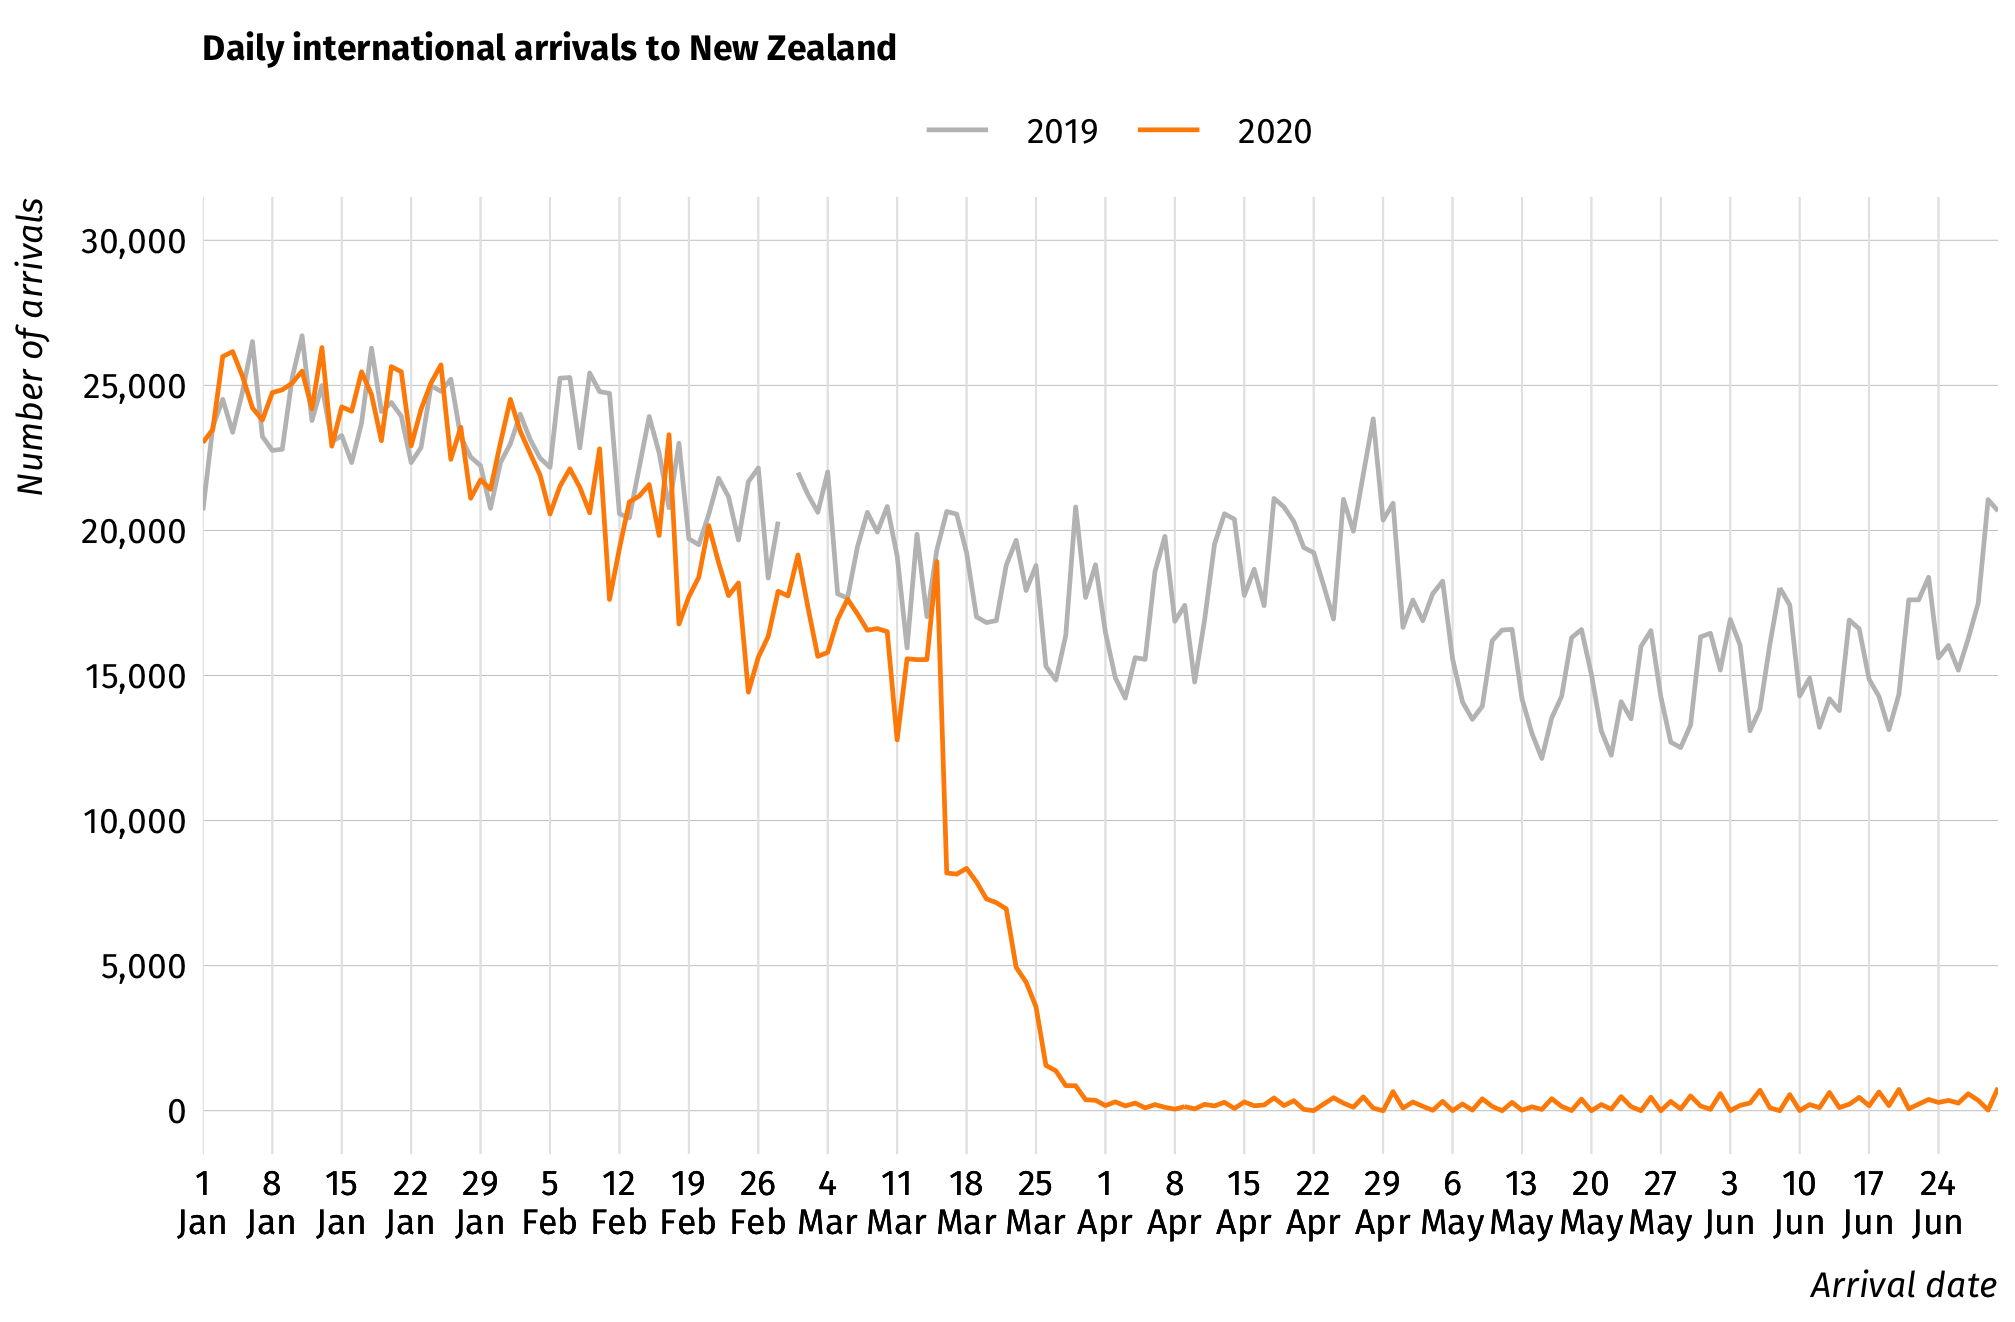 Daily international arrivals to New Zealand
2019 2020
Number of arrivals
30,000
25,000
20,000
15,000
10,000
5,000
0
1 8 15 22 29 5 12 19 26 4 11 18 25 1 8 15 22 29 6 13 20 27 3 10 17 24
Jan Jan Jan Jan Jan Feb Feb Feb Feb Mar Mar Mar Mar Apr Apr Apr Apr Apr May May May May Jun Jun Jun Jun
Arrival date